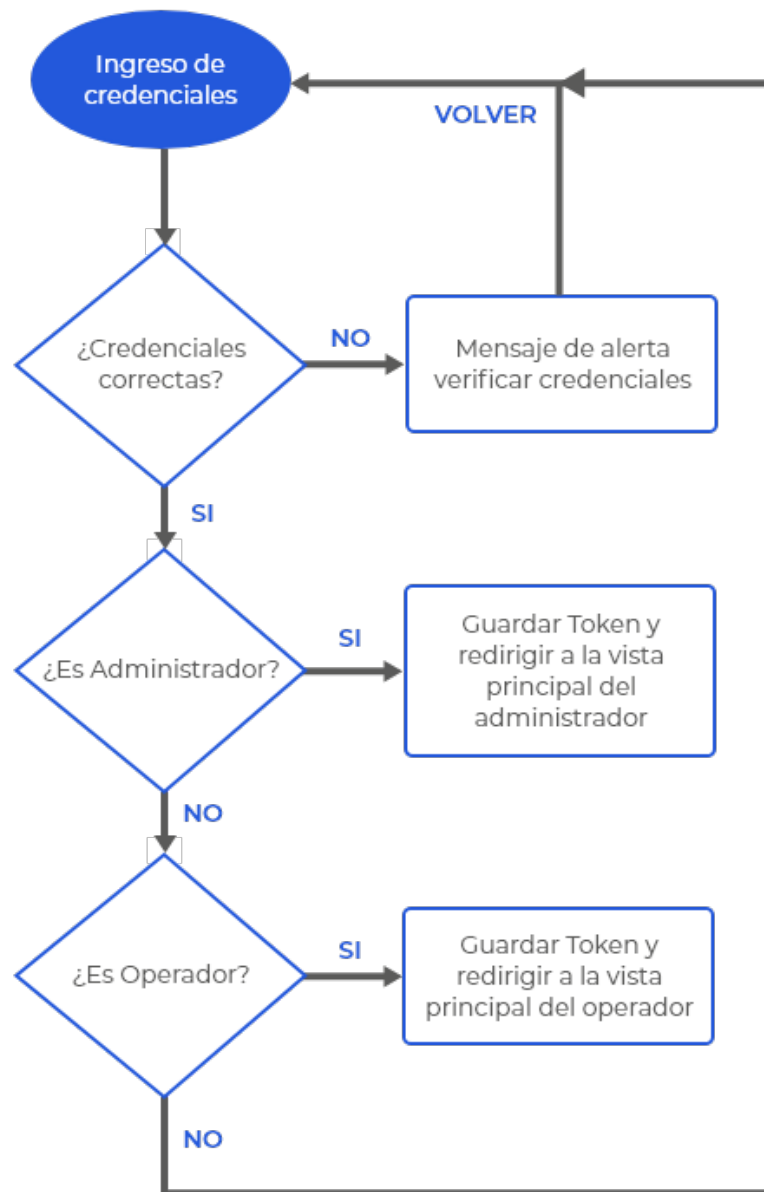 Ingreso de
credenciales
VOLVER
¿Credenciales
correctas?
NO
Mensaje de alerta
verificar credenciales
SI
¿Es Administrador?
SI
Guardar Token y
redirigir a la vista
principal del
administrador
NO
¿Es Operador?
SI
Guardar Token y
redirigir a la vista
principal del operador
NO